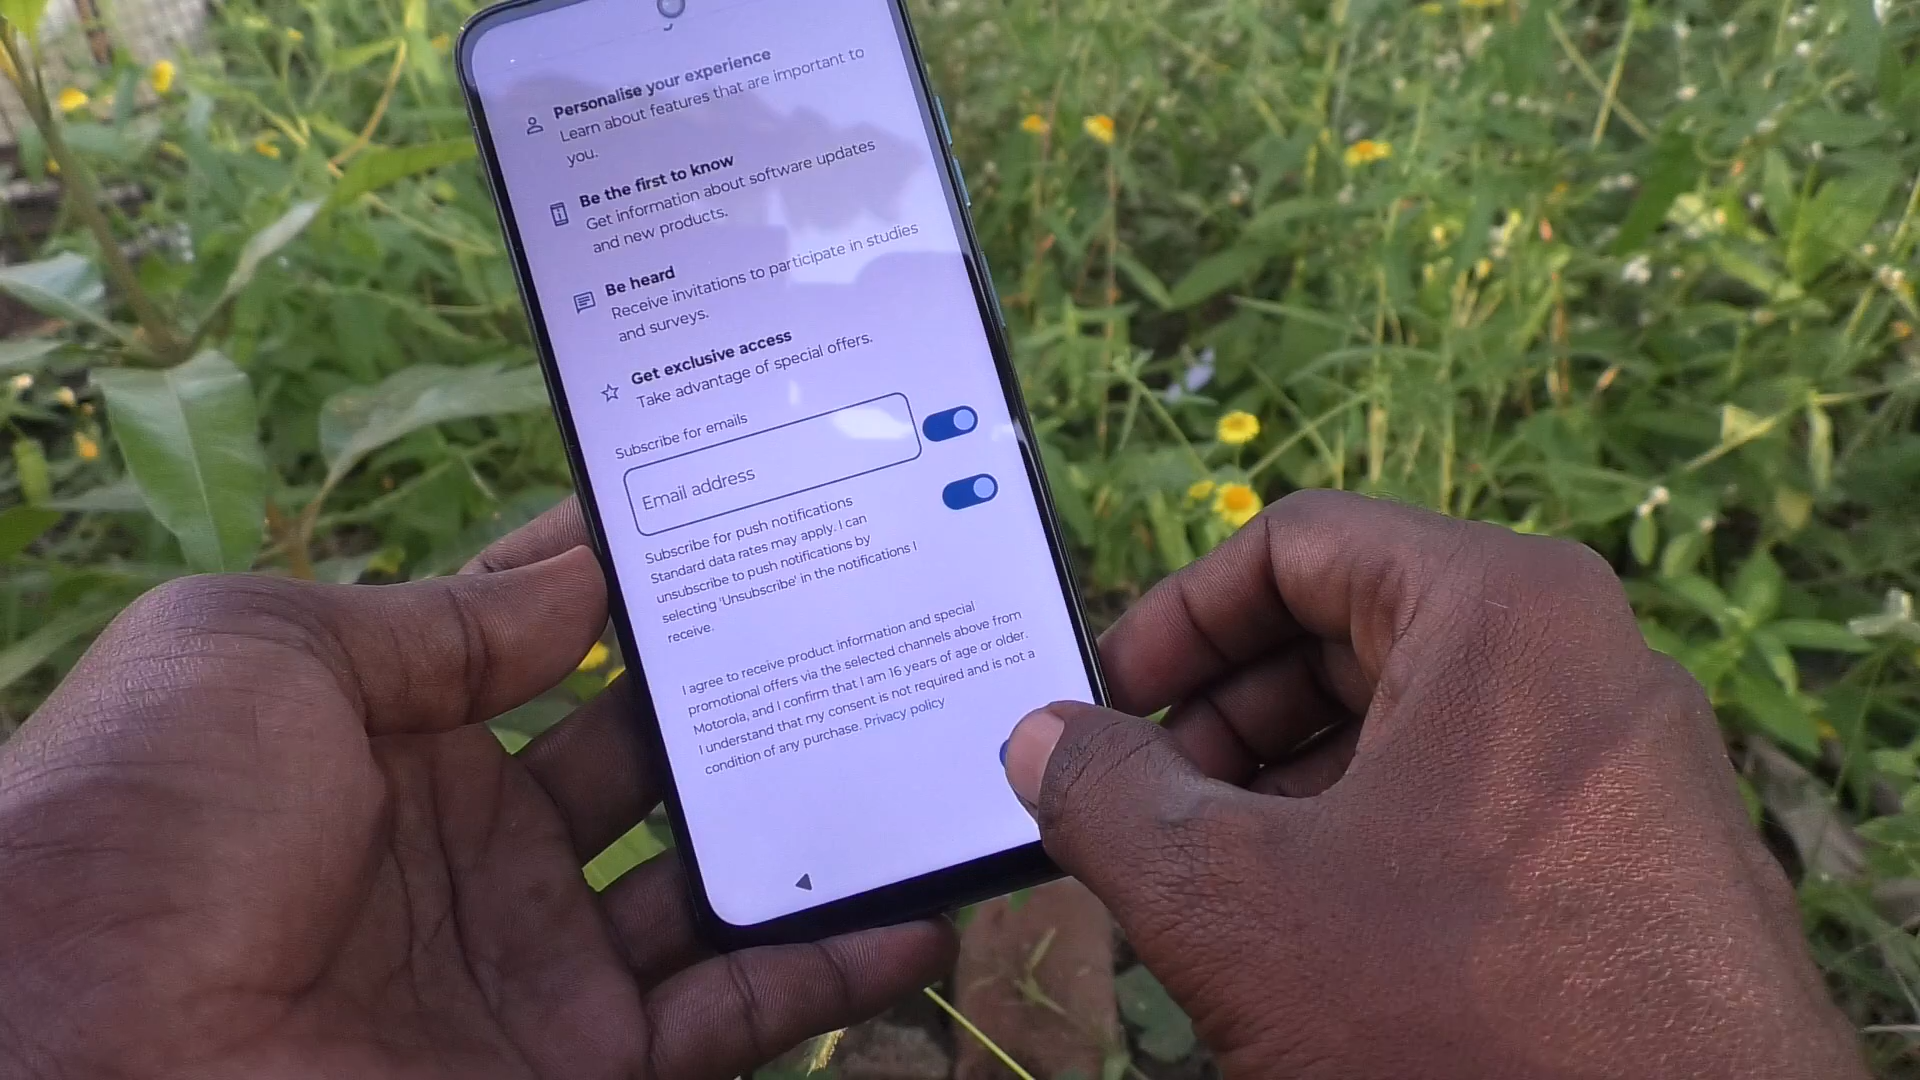 Personalise your experience
Learn about features that are important to
you.
Be the first to know
Get information about software updates
and new products.
Be heard
Receive invitations to participate in studies
and surveys.
Get exclusive access
Take advantage of special offers.
Subscribe for emails
Email address
Subscribe for push notifications
Standard data rates may apply. I can
unsubscribe to push notifications by
selecting 'Unsubscribe' in the notifications I
receive.
I agree to receive product information and special
promotional offers via the selected channels above from
Motorola, and I confirm that I am 16 years of age or older.
I understand that my consent is not required and is not a
condition of any purchase. Privacy policy